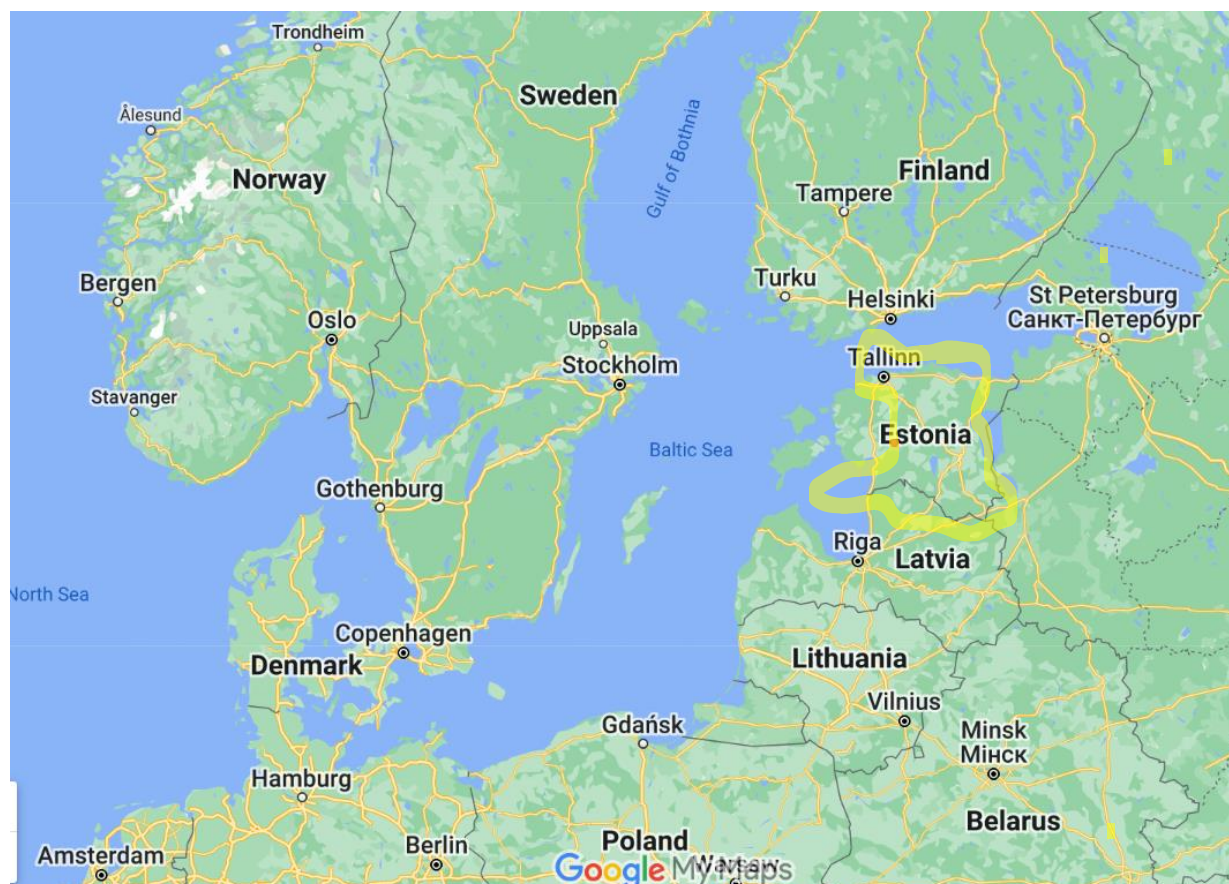 Trondheim
Sweden
Ålesund
Gulf of Bothnia
Norway
Finland
Tampere
Bergen
Turku
Helsinki
St Petersburg
Санкт-Петербург
Oslo
Uppsala
Stockholm
Tallinn
Stavanger
Baltic Sea
Estonia
Gothenburg
Riga
Latvia
North Sea
Copenhagen
Denmark
Lithuania
Vilnius
Gdańsk
Minsk
Мінск
Hamburg
Belarus
Poland
Berlin
Amsterdam
Warsaw
Google My Maps